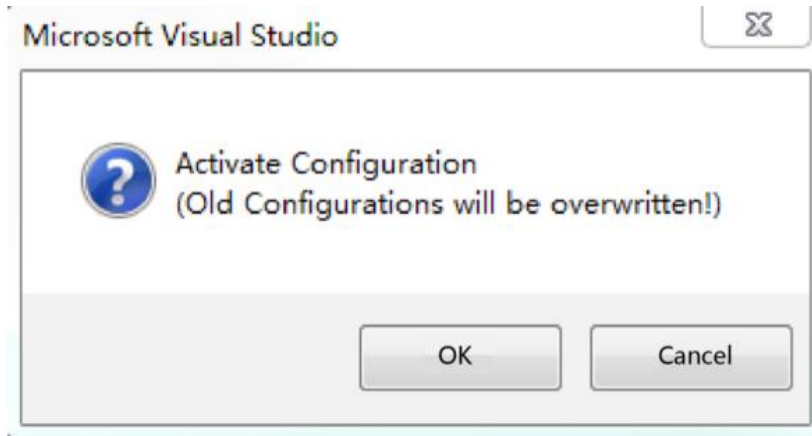 Microsoft Visual Studio
Activate Configuration
(Old Configurations will be overwritten!)
OK
Cancel